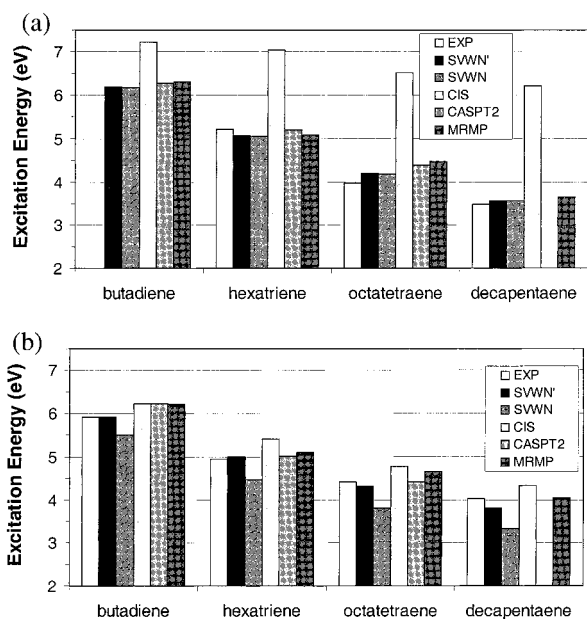 (a)
Excitation Energy (eV)
7
6
5
4
3
2
EXP
SVWN'
SVWN
CIS
CASPT2
MRMP
butadiene hexatriene octatetraene decapentaene
(b)
Excitation Energy (eV)
7
6
5
4
3
2
EXP
SVWN'
SVWN
CIS
CASPT2
MRMP
butadiene hexatriene octatetraene decapentaene